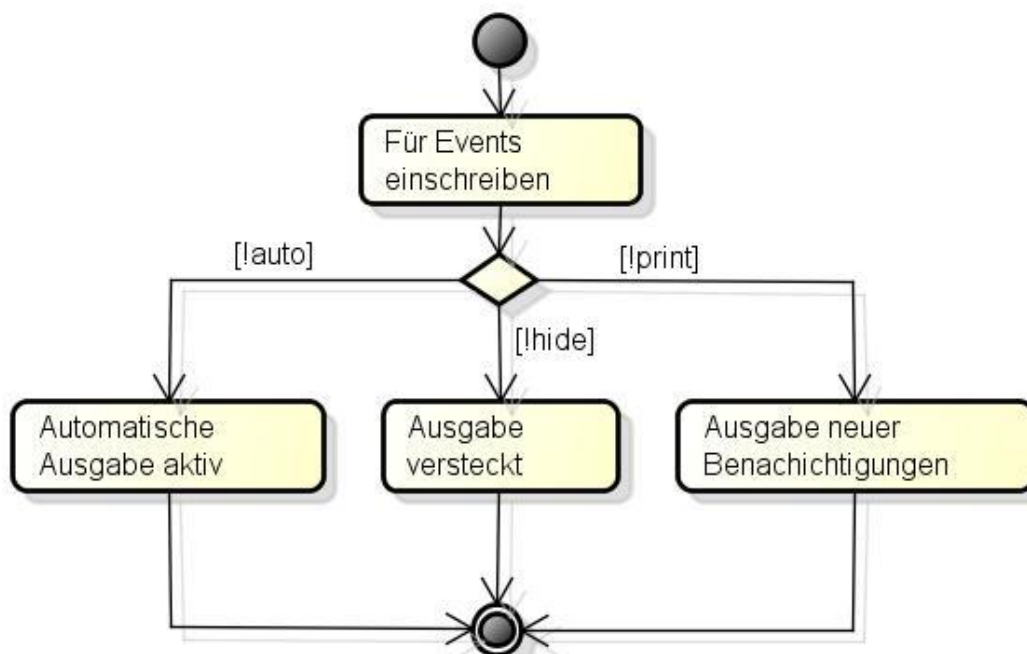 Für Events
einschreiben
[!auto]
[!print]
[!hide]
Automatische
Ausgabe aktiv
Ausgabe
versteckt
Ausgabe neuer
Benachichtigungen